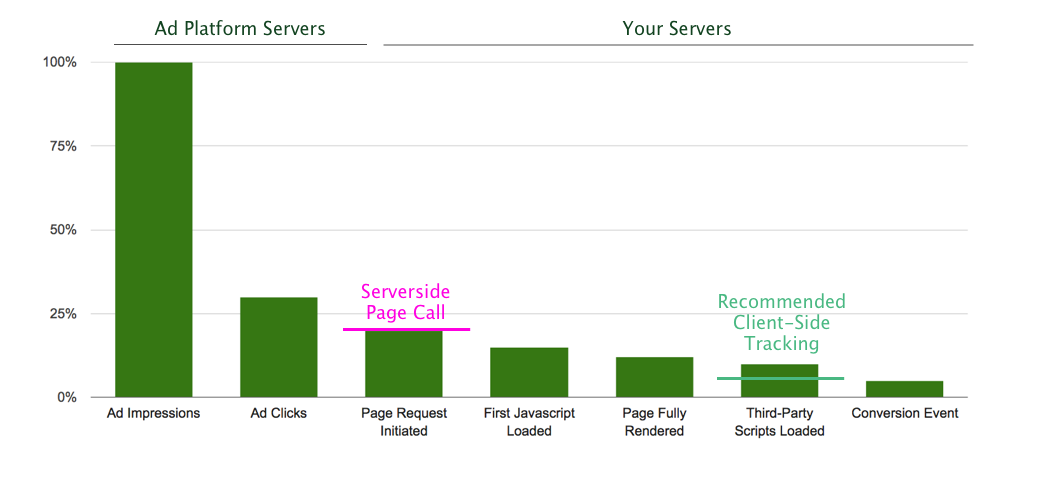 Ad Platform Servers
Your Servers
100%
75%
50%
25%
0%
Serverside
Page Call
Recommended
Client-Side
Tracking
Ad Impressions
Ad Clicks
Page Request
Initiated
First Javascript
Loaded
Page Fully
Rendered
Third-Party
Scripts Loaded
Conversion Event